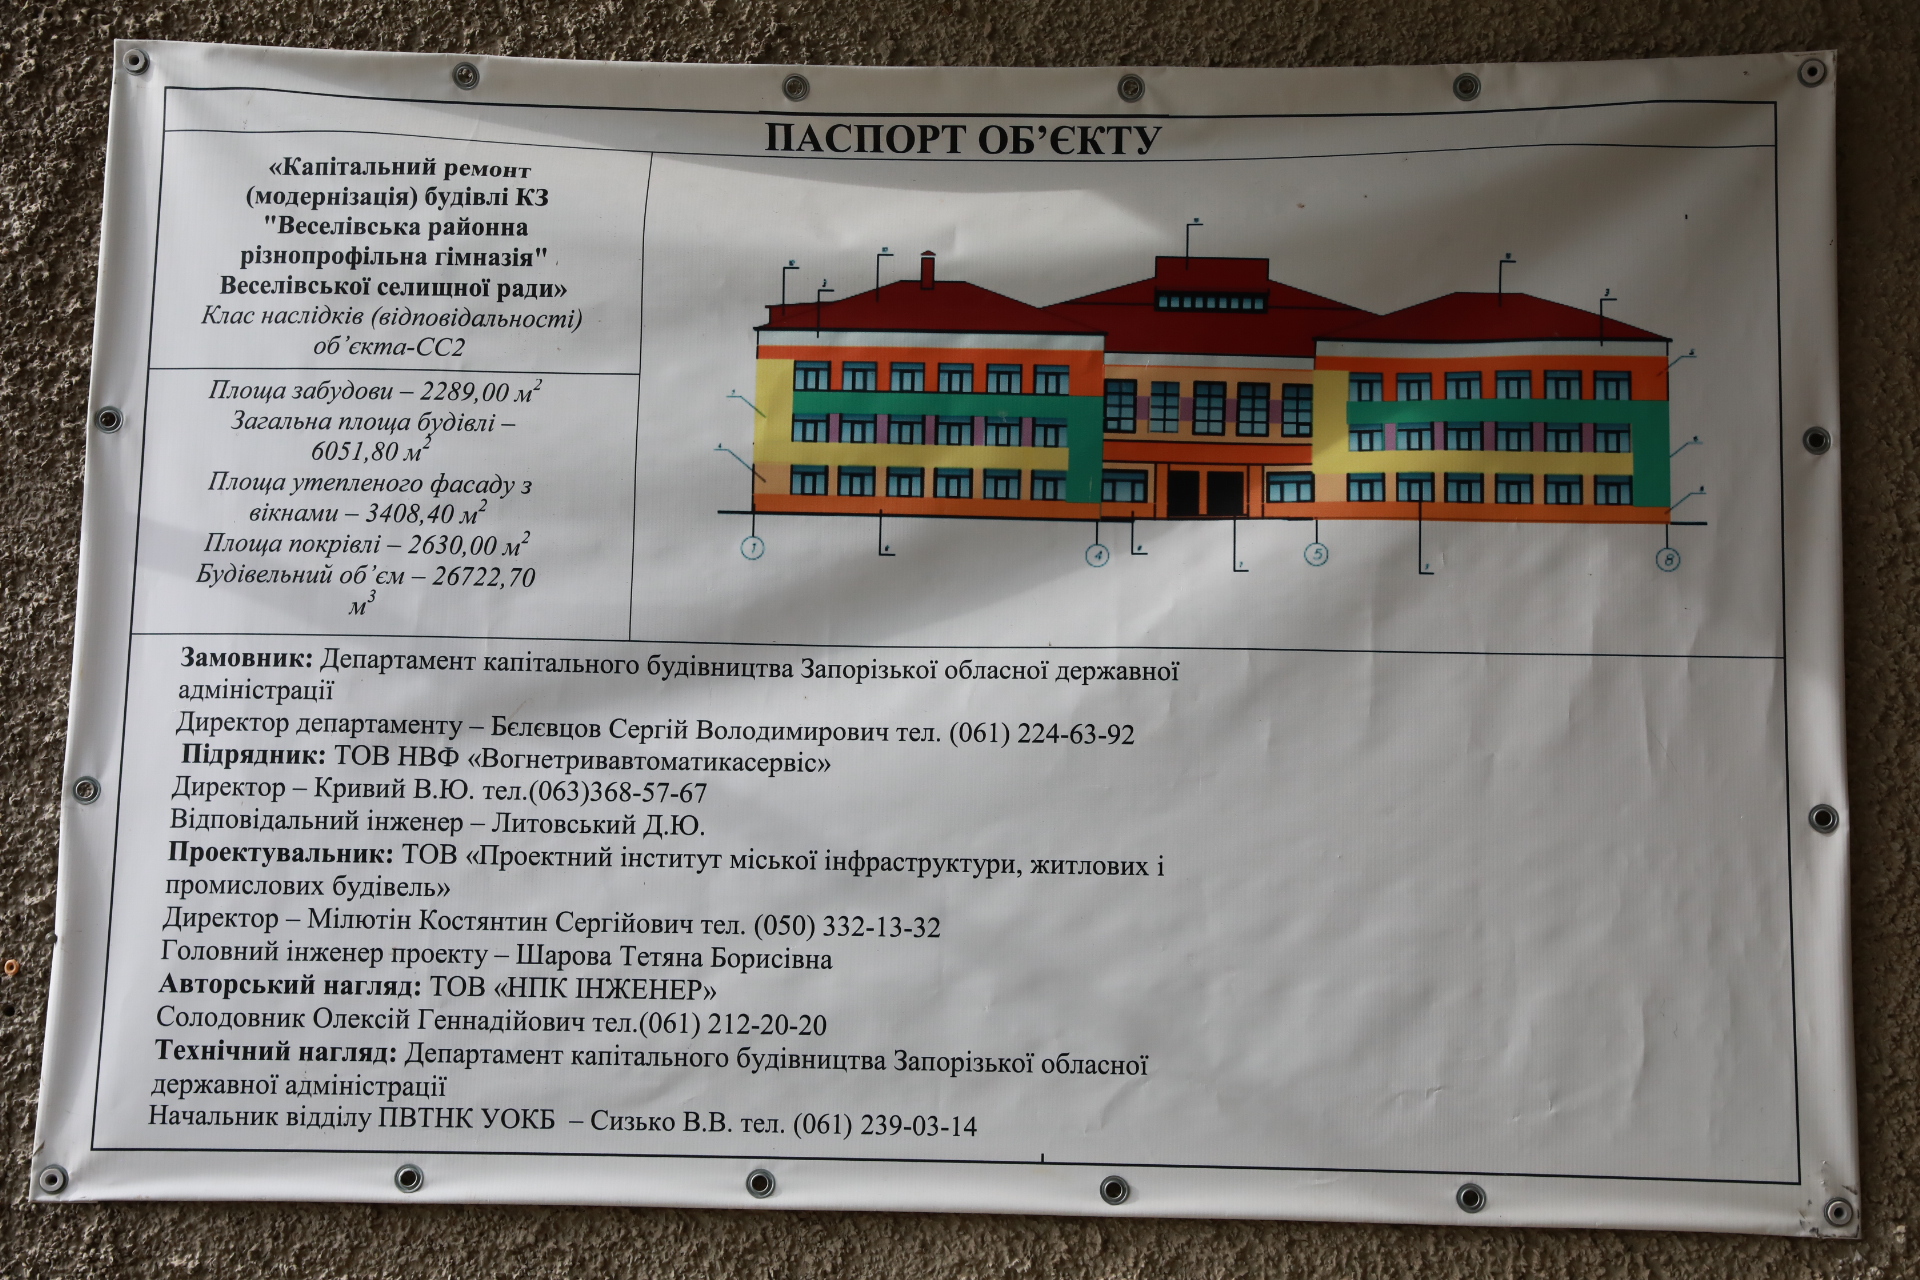 ПАСПОРТ ОБ’ЄКТУ
«Капітальний ремонт
(модернізація) будівлі КЗ
"Веселівська районна
різнопрофільна гімназія"
Веселівської селищної ради»
Клас наслідків (відповідальності)
об’єкта-СС2
Площа забудови – 2289,00 м²
Загальна площа будівлі –
6051,80 м²
Площа утепленого фасаду з
вікнами – 3408,40 м²
Площа покрівлі – 2630,00 м²
Будівельний об’єм – 26722,70
м³
1 4 5 8
Замовник: Департамент капітального будівництва Запорізької обласної державної
адміністрації
Директор департаменту – Бєлєвцов Сергій Володимирович тел. (061) 224-63-92
Підрядник: ТОВ НВФ «Вогнетривавтоматикасервіс»
Директор – Кривий В.Ю. тел.(063)368-57-67
Відповідальний інженер – Литовський Д.Ю.
Проектувальник: ТОВ «Проектний інститут міської інфраструктури, житлових і
промислових будівель»
Директор – Мілютін Костянтин Сергійович тел. (050) 332-13-32
Головний інженер проекту – Шарова Тетяна Борисівна
Авторський нагляд: ТОВ «НПК ІНЖЕНЕР»
Солодовник Олексій Геннадійович тел.(061) 212-20-20
Технічний нагляд: Департамент капітального будівництва Запорізької обласної
державної адміністрації
Начальник відділу ПВТНК УОКБ – Сизько В.В. тел. (061) 239-03-14